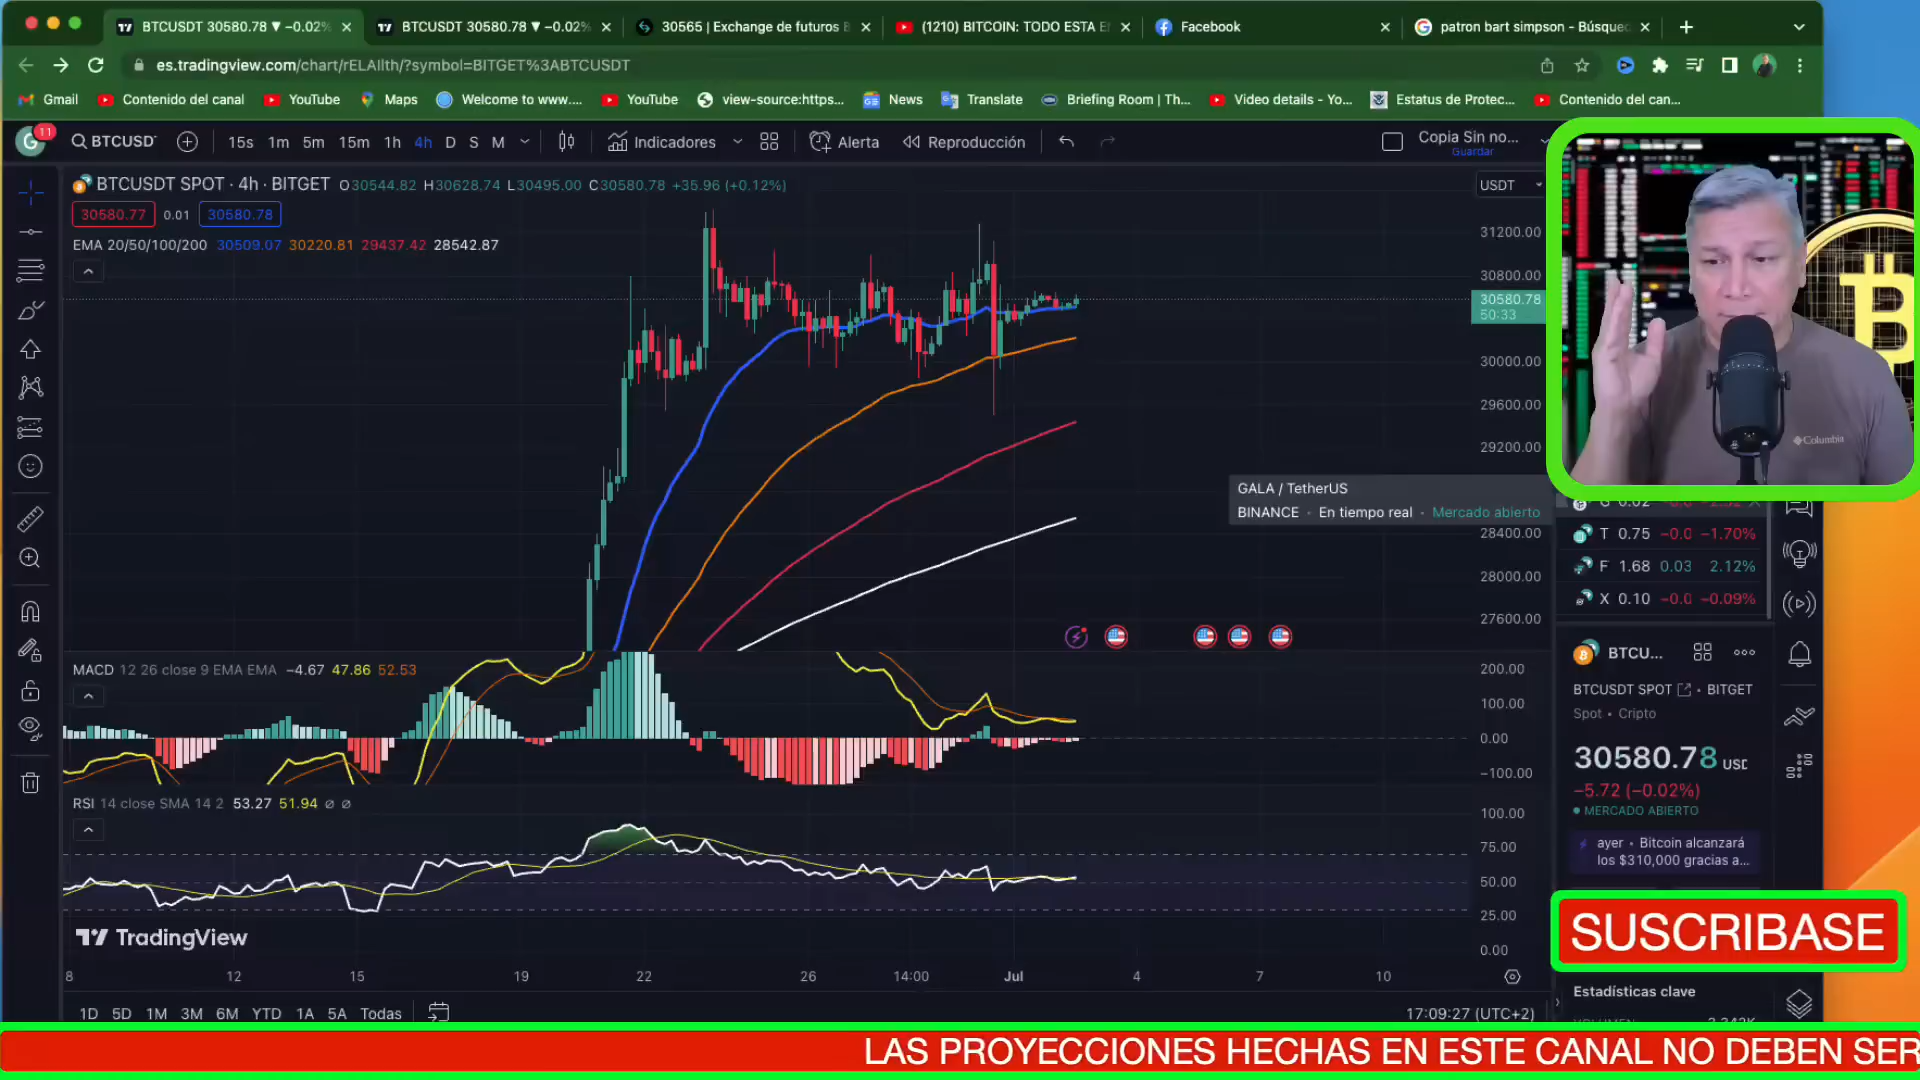 BTCUSDT 30580.78 ▼ −0.02%
BTCUSDT 30580.78 ▼ −0.02%
30565 | Exchange de futuros B
(1210) BITCOIN: TODO ESTA E
Facebook
patron bart simpson - Búsqued
es.tradingview.com/chart/rELAIlth/?symbol=BITGET%3ABTCUSDT
Gmail
Contenido del canal
YouTube
Maps
Welcome to www....
YouTube
view-source:https...
News
Translate
Briefing Room | Th...
Video details - Yo...
Estatus de Protec...
Contenido del can...
G 11
BTCUSDT
15s 1m 5m 15m 1h 4h D S M
Indicadores
Alerta
Reproducción
Copia Sin no...
Guardar
BTCUSDT SPOT · 4h · BITGET O30544.82 H30628.74 L30495.00 C30580.78 +35.96 (+0.12%)
USDT
30580.77 0.01 30580.78
EMA 20/50/100/200 30509.07 30220.81 29437.42 28542.87
31200.00
30800.00
30580.78
50:33
30000.00
29600.00
29200.00
28400.00
28000.00
27600.00
Columbia
GALA / TetherUS
BINANCE · En tiempo real · Mercado abierto
T 0.75 −0.0 −1.70%
F 1.68 0.03 2.12%
X 0.10 −0.0 −0.09%
MACD 12 26 close 9 EMA EMA −4.67 47.86 52.53
200.00
100.00
0.00
−100.00
BTCU...
BTCUSDT SPOT · BITGET
Spot · Cripto
30580.78 USD
−5.72 (−0.02%)
MERCADO ABIERTO
ayer · Bitcoin alcanzará
los $310,000 gracias a...
RSI 14 close SMA 14 2 53.27 51.94 ∅ ∅
100.00
75.00
50.00
25.00
0.00
TradingView
8 12 15 19 22 26 14:00 Jul 4 7 10
SUSCRIBASE
Estadísticas clave
1D 5D 1M 3M 6M YTD 1A 5A Todas
17:09:27 (UTC+2)
LAS PROYECCIONES HECHAS EN ESTE CANAL NO DEBEN SER